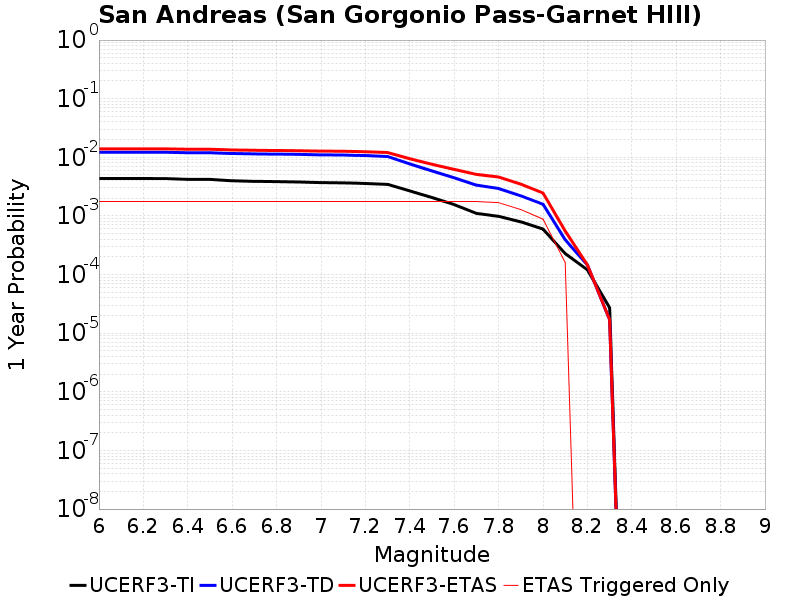 San Andreas (San Gorgonio Pass-Garnet HIll)
10^0
10^-1
10^-2
10^-3
10^-4
10^-5
10^-6
10^-7
10^-8
1 Year Probability
6 6.2 6.4 6.6 6.8 7 7.2 7.4 7.6 7.8 8 8.2 8.4 8.6 8.8 9
Magnitude
UCERF3-TI UCERF3-TD UCERF3-ETAS ETAS Triggered Only